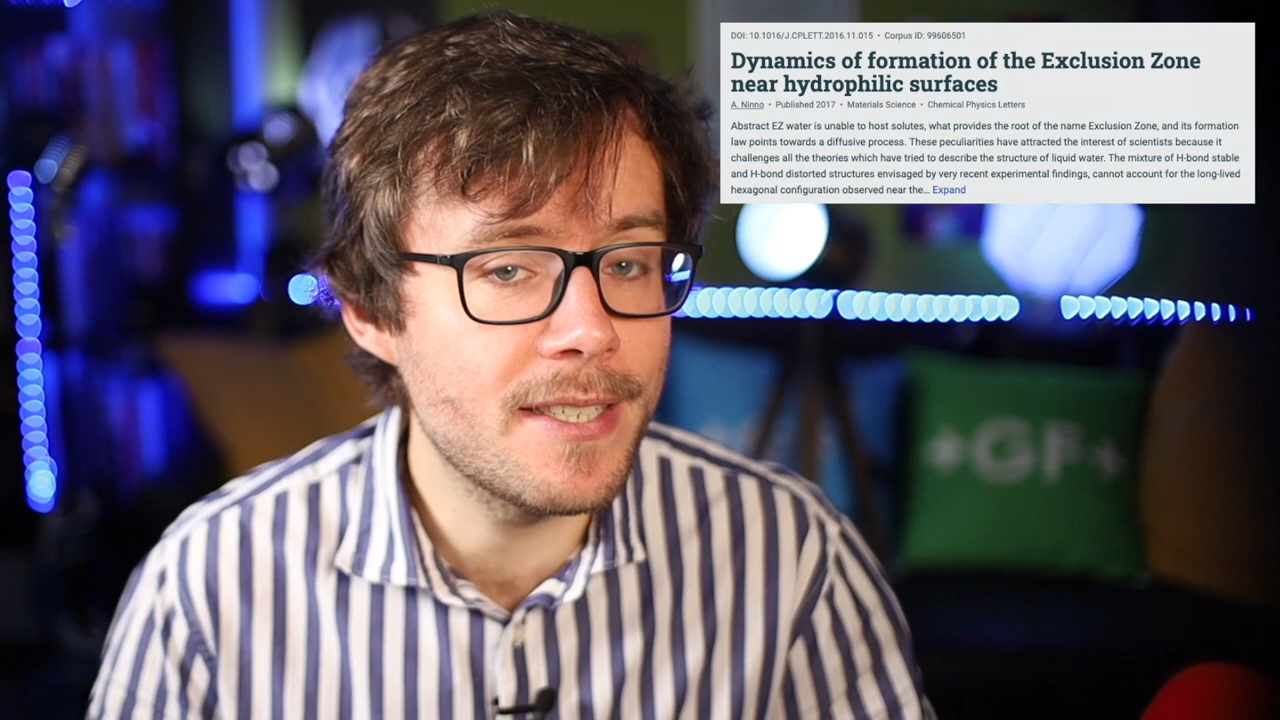 DOI: 10.1016/J.CPLETT.2016.11.015 • Corpus ID: 99606501
Dynamics of formation of the Exclusion Zone
near hydrophilic surfaces
A. Ninno • Published 2017 • Materials Science • Chemical Physics Letters
Abstract EZ water is unable to host solutes, what provides the root of the name Exclusion Zone, and its formation
law points towards a diffusive process. These peculiarities have attracted the interest of scientists because it
challenges all the theories which have tried to describe the structure of liquid water. The mixture of H-bond stable
and H-bond distorted structures envisaged by very recent experimental findings, cannot account for the long-lived
hexagonal configuration observed near the... Expand
+GF+